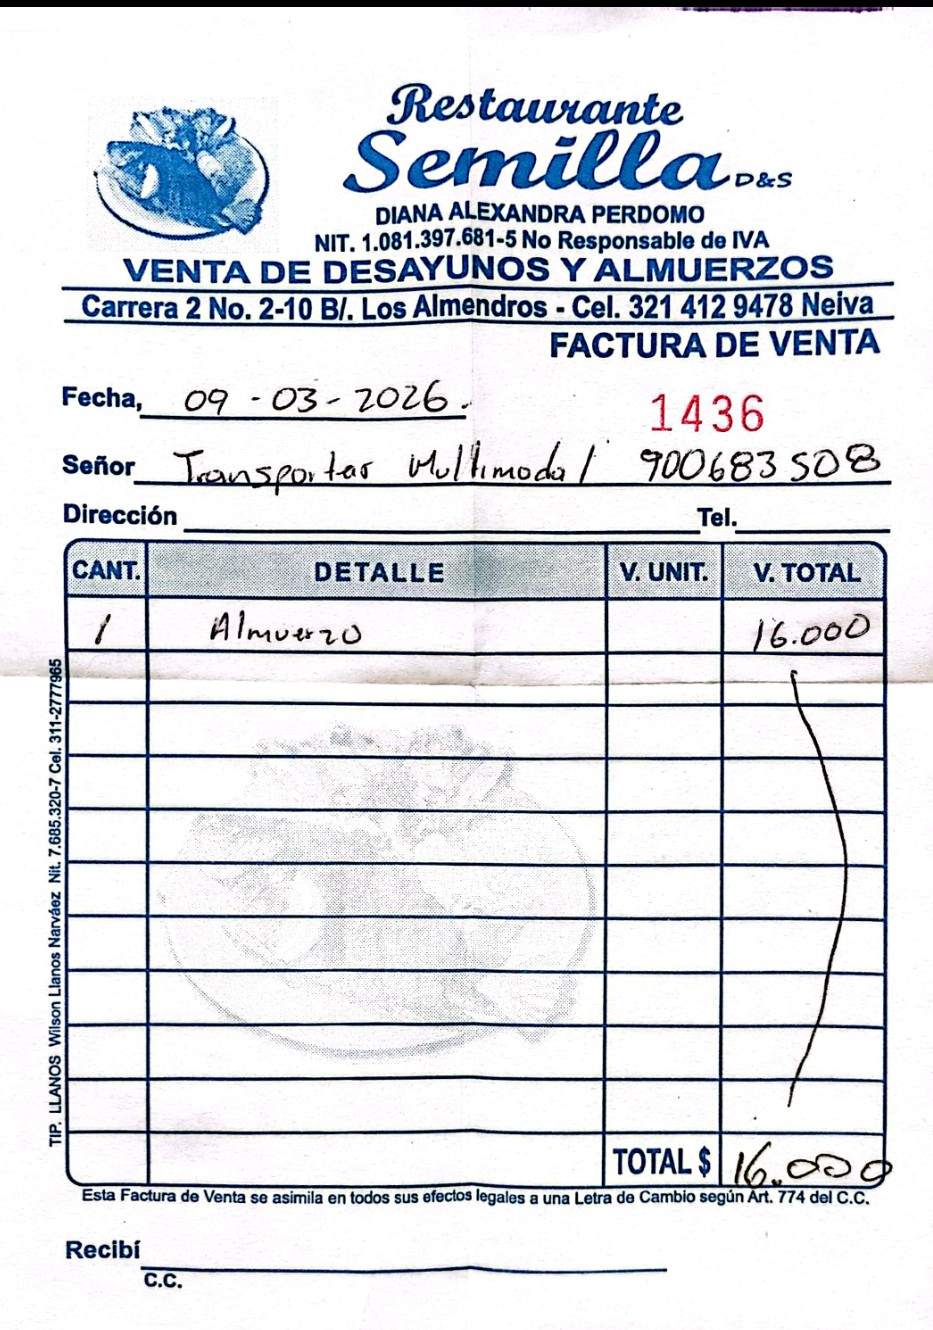 Restaurante
Semilla D&S
DIANA ALEXANDRA PERDOMO
NIT. 1.081.397.681-5 No Responsable de IVA
VENTA DE DESAYUNOS Y ALMUERZOS
Carrera 2 No. 2-10 B/. Los Almendros - Cel. 321 412 9478 Neiva
FACTURA DE VENTA
Fecha, 09-03-2026.
1436
Señor Transportar Multimodal 900683508
Dirección Tel.
CANT. DETALLE V. UNIT. V. TOTAL
1 Almuerzo 16.000
TOTAL $ 16.000
Esta Factura de Venta se asimila en todos sus efectos legales a una Letra de Cambio según Art. 774 del C.C.
Recibí
C.C.
TIP. LLANOS Wilson Llanos Narváez Nit. 7.685.320-7 Cel. 311-2777965